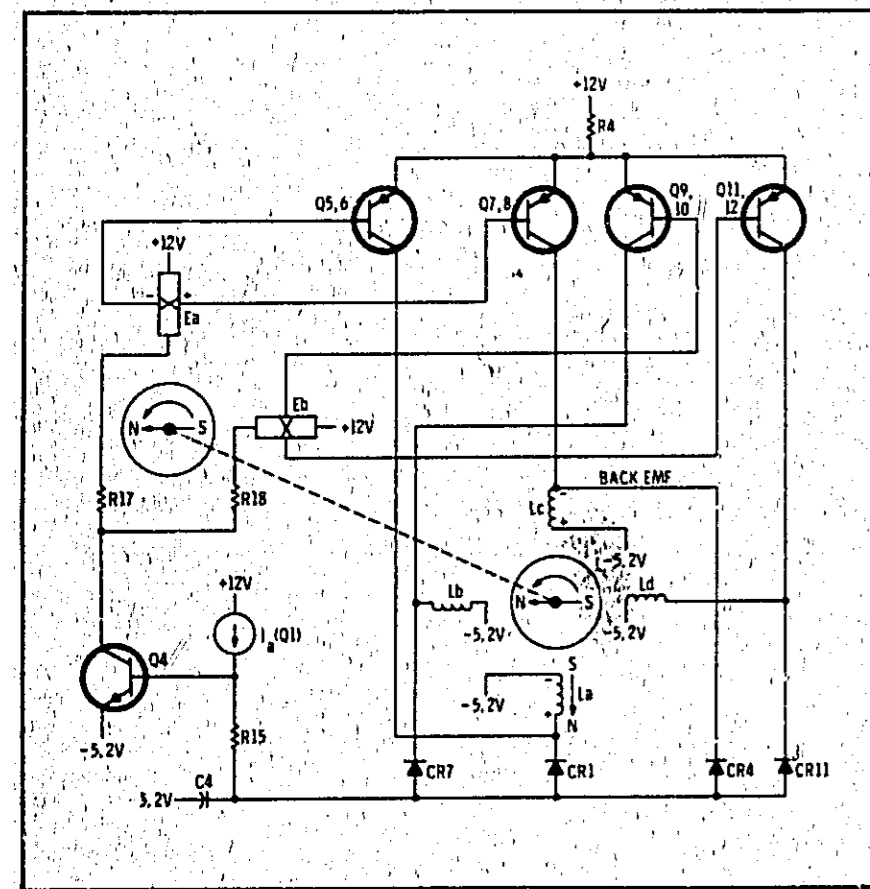 +12V
R4
Q5,6
Q7,8
Q9,
10
Q11,
12
+12V
- +
Ea
Eb
+12V
N S
R17
R18
BACK EMF
-
Lc
+
-5,2V
+12V
Ia(Q1)
Lb
-5,2V
N S
Ld
-5,2V
Q4
-5,2V
R15
-5,2V
S
-
La
+
N
C4
5,2V
CR7
CR1
CR4
CR11